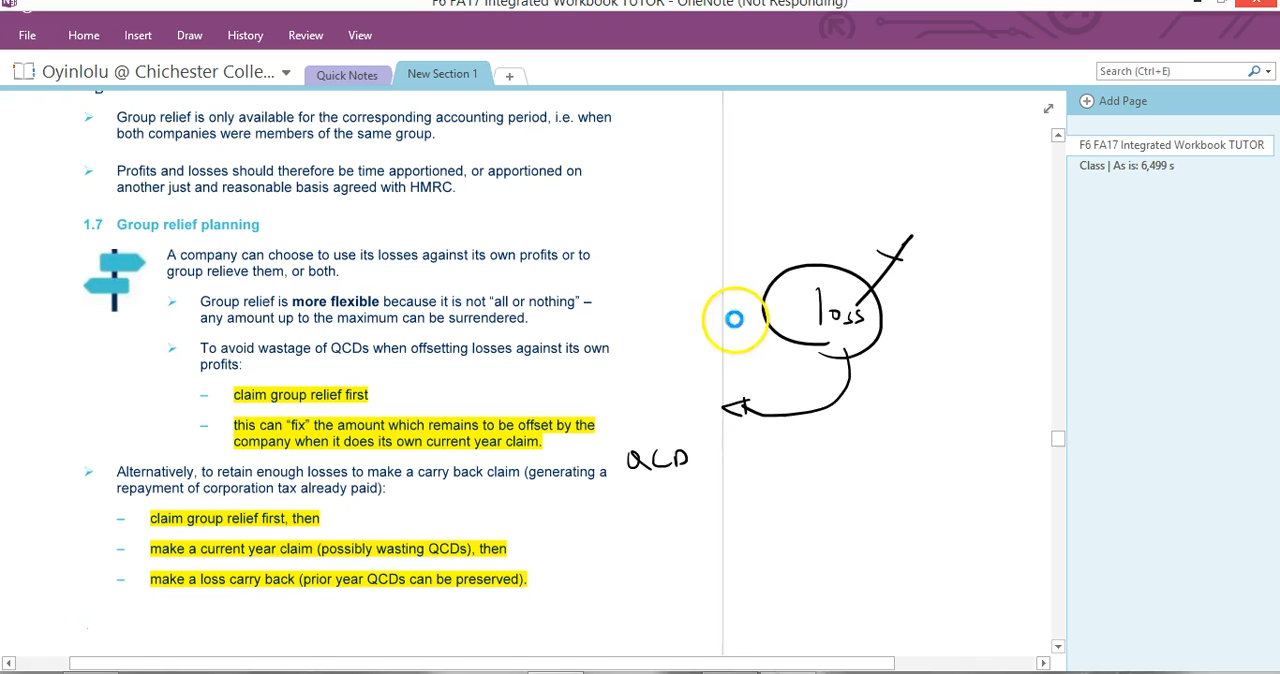 F6 FA17 Integrated Workbook TUTOR - OneNote (Not Responding)
File Home Insert Draw History Review View
Oyinlolu @ Chichester Colle... Quick Notes New Section 1 + Search (Ctrl+E)
Add Page
Group relief is only available for the corresponding accounting period, i.e. when
both companies were members of the same group.
F6 FA17 Integrated Workbook TUTOR
Class | As is: 6,499 s
Profits and losses should therefore be time apportioned, or apportioned on
another just and reasonable basis agreed with HMRC.
1.7 Group relief planning
A company can choose to use its losses against its own profits or to
group relieve them, or both.
Group relief is more flexible because it is not “all or nothing” –
any amount up to the maximum can be surrendered.
loss
To avoid wastage of QCDs when offsetting losses against its own
profits:
– claim group relief first
– this can “fix” the amount which remains to be offset by the
company when it does its own current year claim.
QCD
Alternatively, to retain enough losses to make a carry back claim (generating a
repayment of corporation tax already paid):
– claim group relief first, then
– make a current year claim (possibly wasting QCDs), then
– make a loss carry back (prior year QCDs can be preserved).